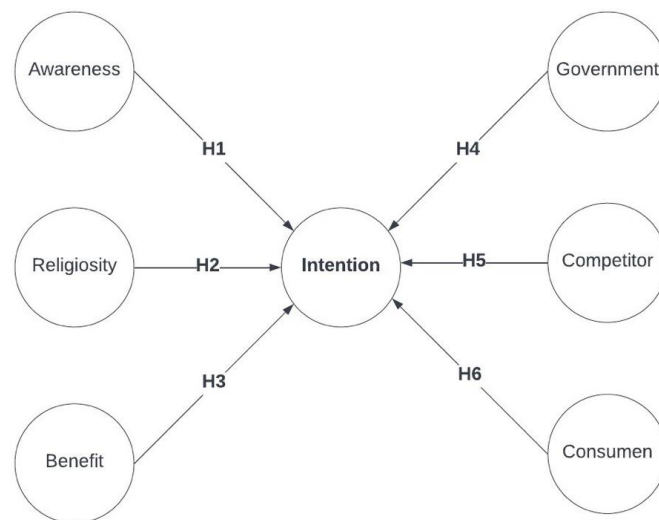 Awareness
Government
H1
H4
Religiosity
H2
Intention
H5
Competitor
H3
H6
Benefit
Consumen